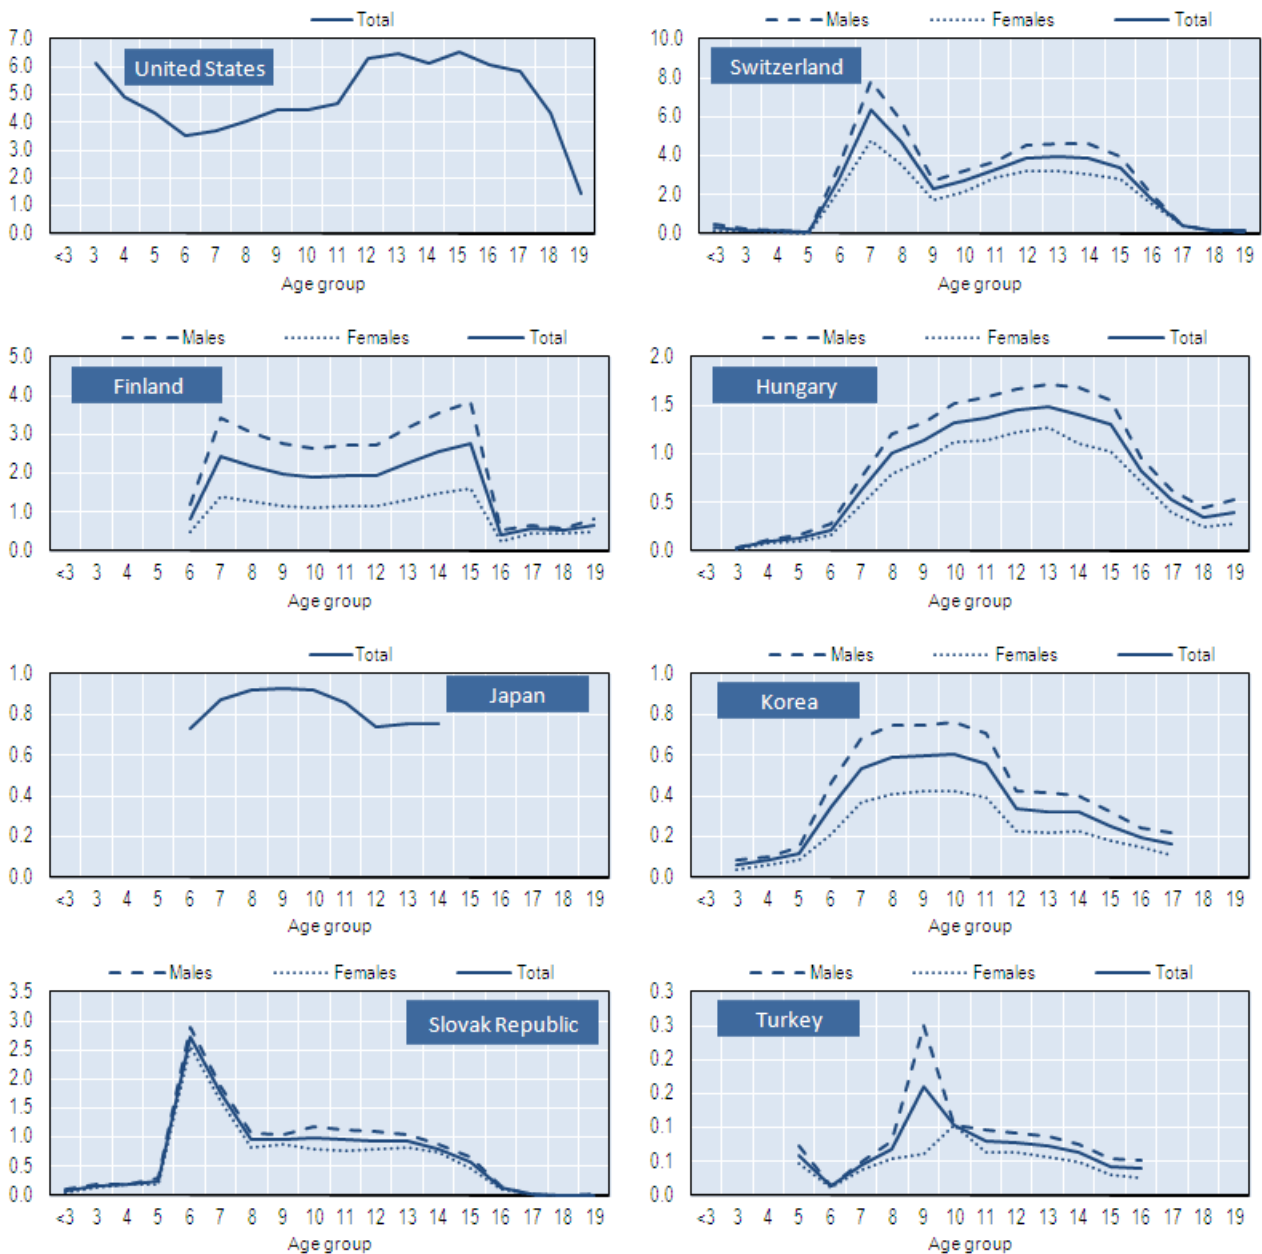 Total
7.0
6.0
5.0
4.0
3.0
2.0
1.0
0.0
United States
<3 3 4 5 6 7 8 9 10 11 12 13 14 15 16 17 18 19
Age group
Males Females Total
10.0
8.0
6.0
4.0
2.0
0.0
Switzerland
<3 3 4 5 6 7 8 9 10 11 12 13 14 15 16 17 18 19
Age group
Males Females Total
5.0
4.0
3.0
2.0
1.0
0.0
Finland
<3 3 4 5 6 7 8 9 10 11 12 13 14 15 16 17 18 19
Age group
Males Females Total
2.0
1.5
1.0
0.5
0.0
Hungary
<3 3 4 5 6 7 8 9 10 11 12 13 14 15 16 17 18 19
Age group
Total
1.0
0.8
0.6
0.4
0.2
0.0
Japan
<3 3 4 5 6 7 8 9 10 11 12 13 14 15 16 17 18 19
Age group
Males Females Total
1.0
0.8
0.6
0.4
0.2
0.0
Korea
<3 3 4 5 6 7 8 9 10 11 12 13 14 15 16 17 18 19
Age group
Males Females Total
3.5
3.0
2.5
2.0
1.5
1.0
0.5
0.0
Slovak Republic
<3 3 4 5 6 7 8 9 10 11 12 13 14 15 16 17 18 19
Age group
Males Females Total
0.3
0.3
0.2
0.2
0.1
0.1
0.0
Turkey
<3 3 4 5 6 7 8 9 10 11 12 13 14 15 16 17 18 19
Age group